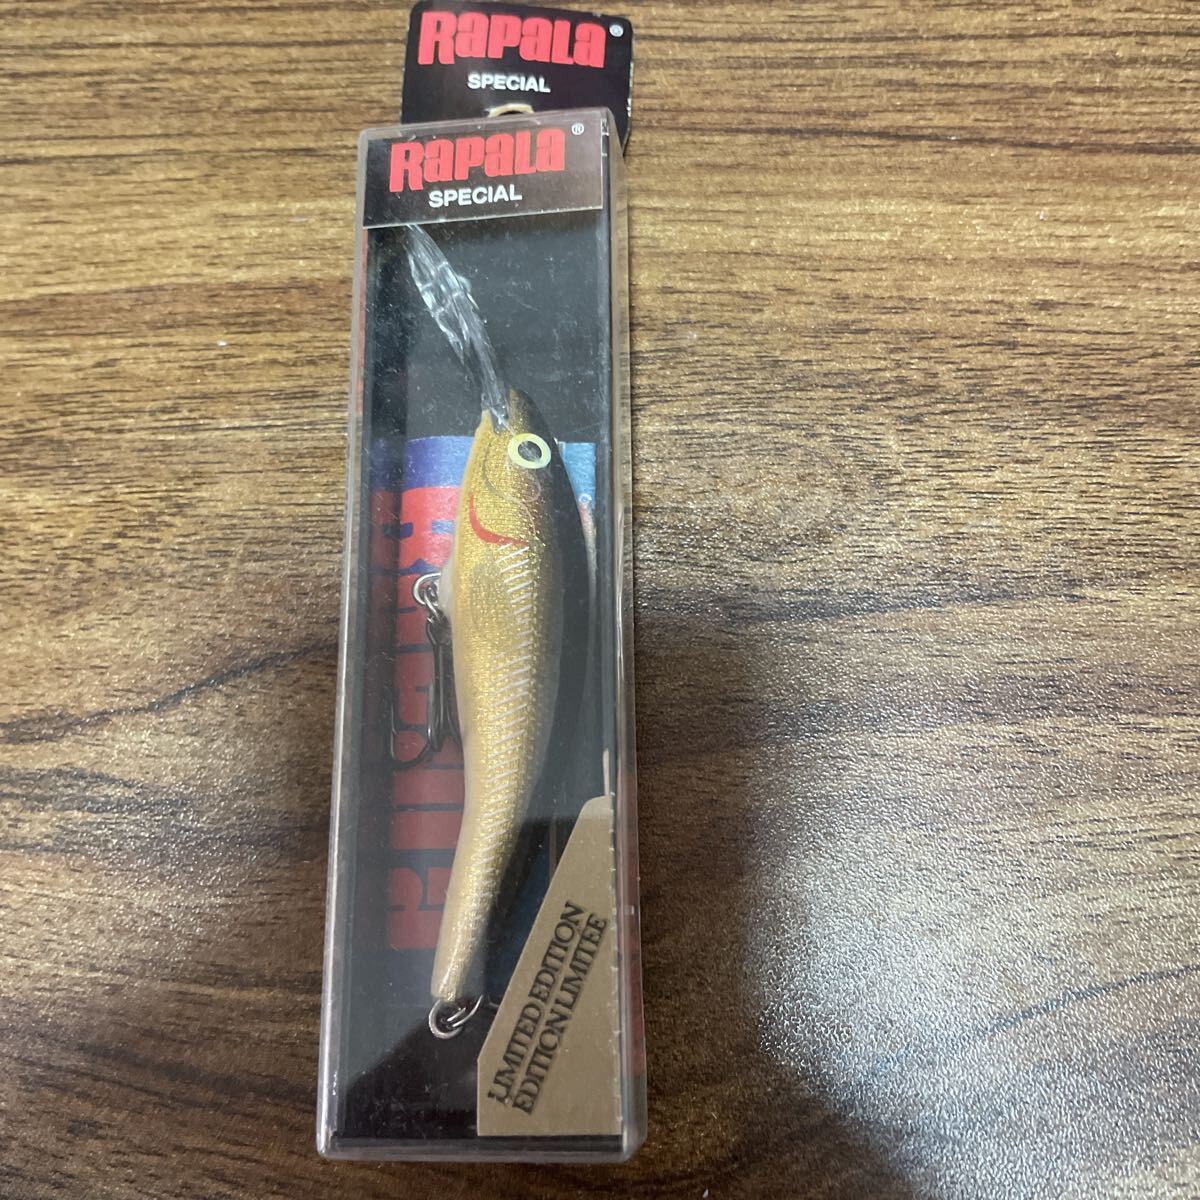 RAPALA®
SPECIAL
RAPALA®
SPECIAL
LIMITED EDITION
EDITION LIMITEE